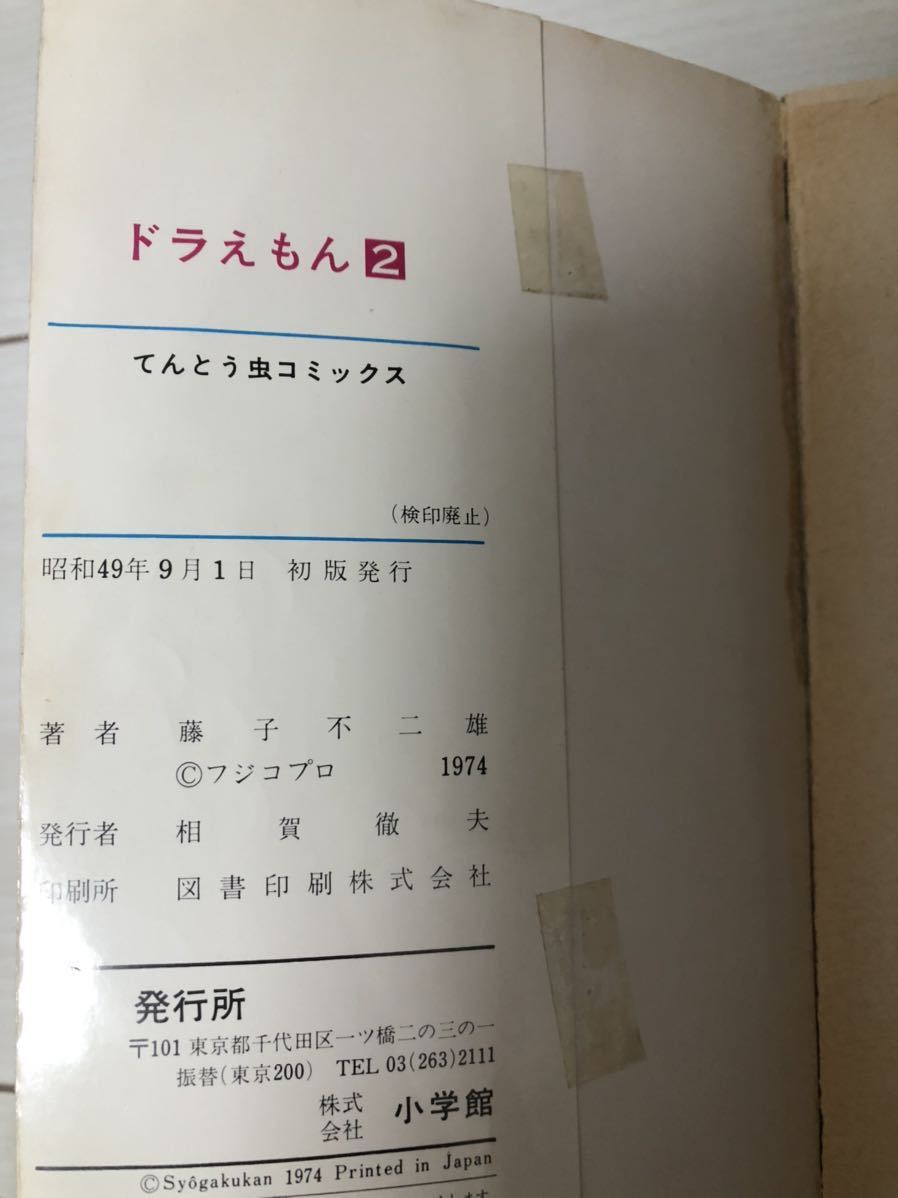 ドラえもん 2
てんとう虫コミックス
(検印廃止)
昭和49年9月1日 初版発行
著者 藤子不二雄
©フジコプロ 1974
発行者 相賀徹夫
印刷所 図書印刷株式会社
発行所
〒101 東京都千代田区一ツ橋二の三の一
振替(東京200) TEL 03(263)2111
株式会社 小学館
©Syôgakukan 1974 Printed in Japan